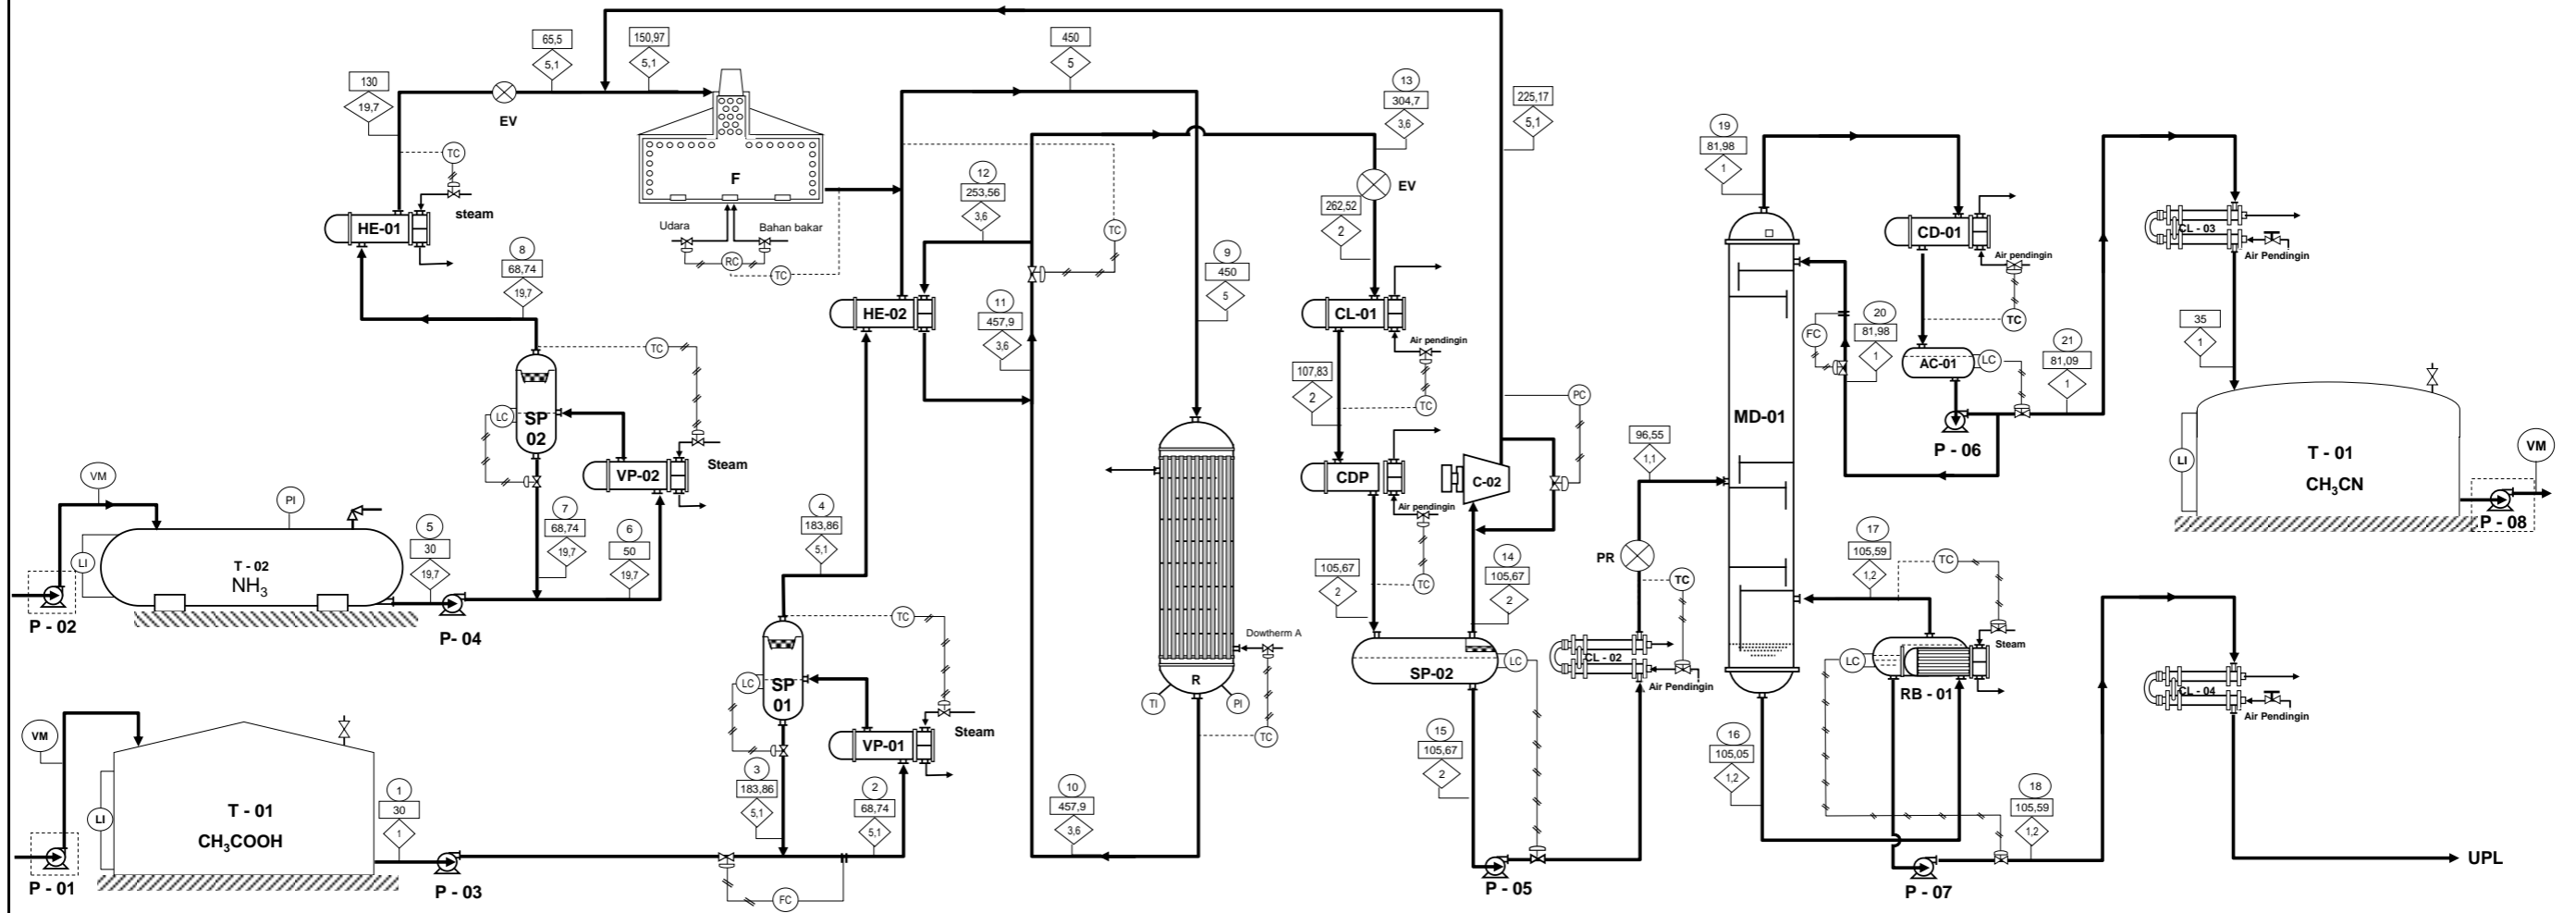 65,5
5,1
150,97
5,1
130
19,7
EV
TC
steam
HE-01
F
Udara
Bahan bakar
RC
TC
8
68,74
19,7
TC
LC
SP
02
VP-02
Steam
VM
PI
LI
T - 02
NH₃
P - 02
5
30
19,7
P- 04
7
68,74
19,7
6
50
19,7
VM
LI
T - 01
CH₃COOH
P - 01
1
30
1
P - 03
FC
3
183,86
5,1
2
68,74
5,1
LC
SP
01
TC
VP-01
Steam
4
183,86
5,1
HE-02
450
5
12
253,56
3,6
TC
11
457,9
3,6
10
457,9
3,6
9
450
5
R
TI
PI
TC
Dowtherm A
13
304,7
3,6
EV
262,52
2
CL-01
Air pendingin
TC
107,83
2
CDP
Air pendingin
TC
105,67
2
225,17
5,1
PC
C-02
14
105,67
2
SP-02
LC
15
105,67
2
P - 05
CL - 02
Air Pendingin
TC
PR
96,55
1,1
19
81,98
1
MD-01
CD-01
Air pendingin
TC
FC
20
81,98
1
AC-01
LC
P - 06
21
81,09
1
CL - 03
Air Pendingin
35
1
LI
T - 01
CH₃CN
VM
P - 08
17
105,59
1,2
TC
Steam
LC
RB - 01
16
105,05
1,2
18
105,59
1,2
P - 07
CL - 04
Air Pendingin
UPL